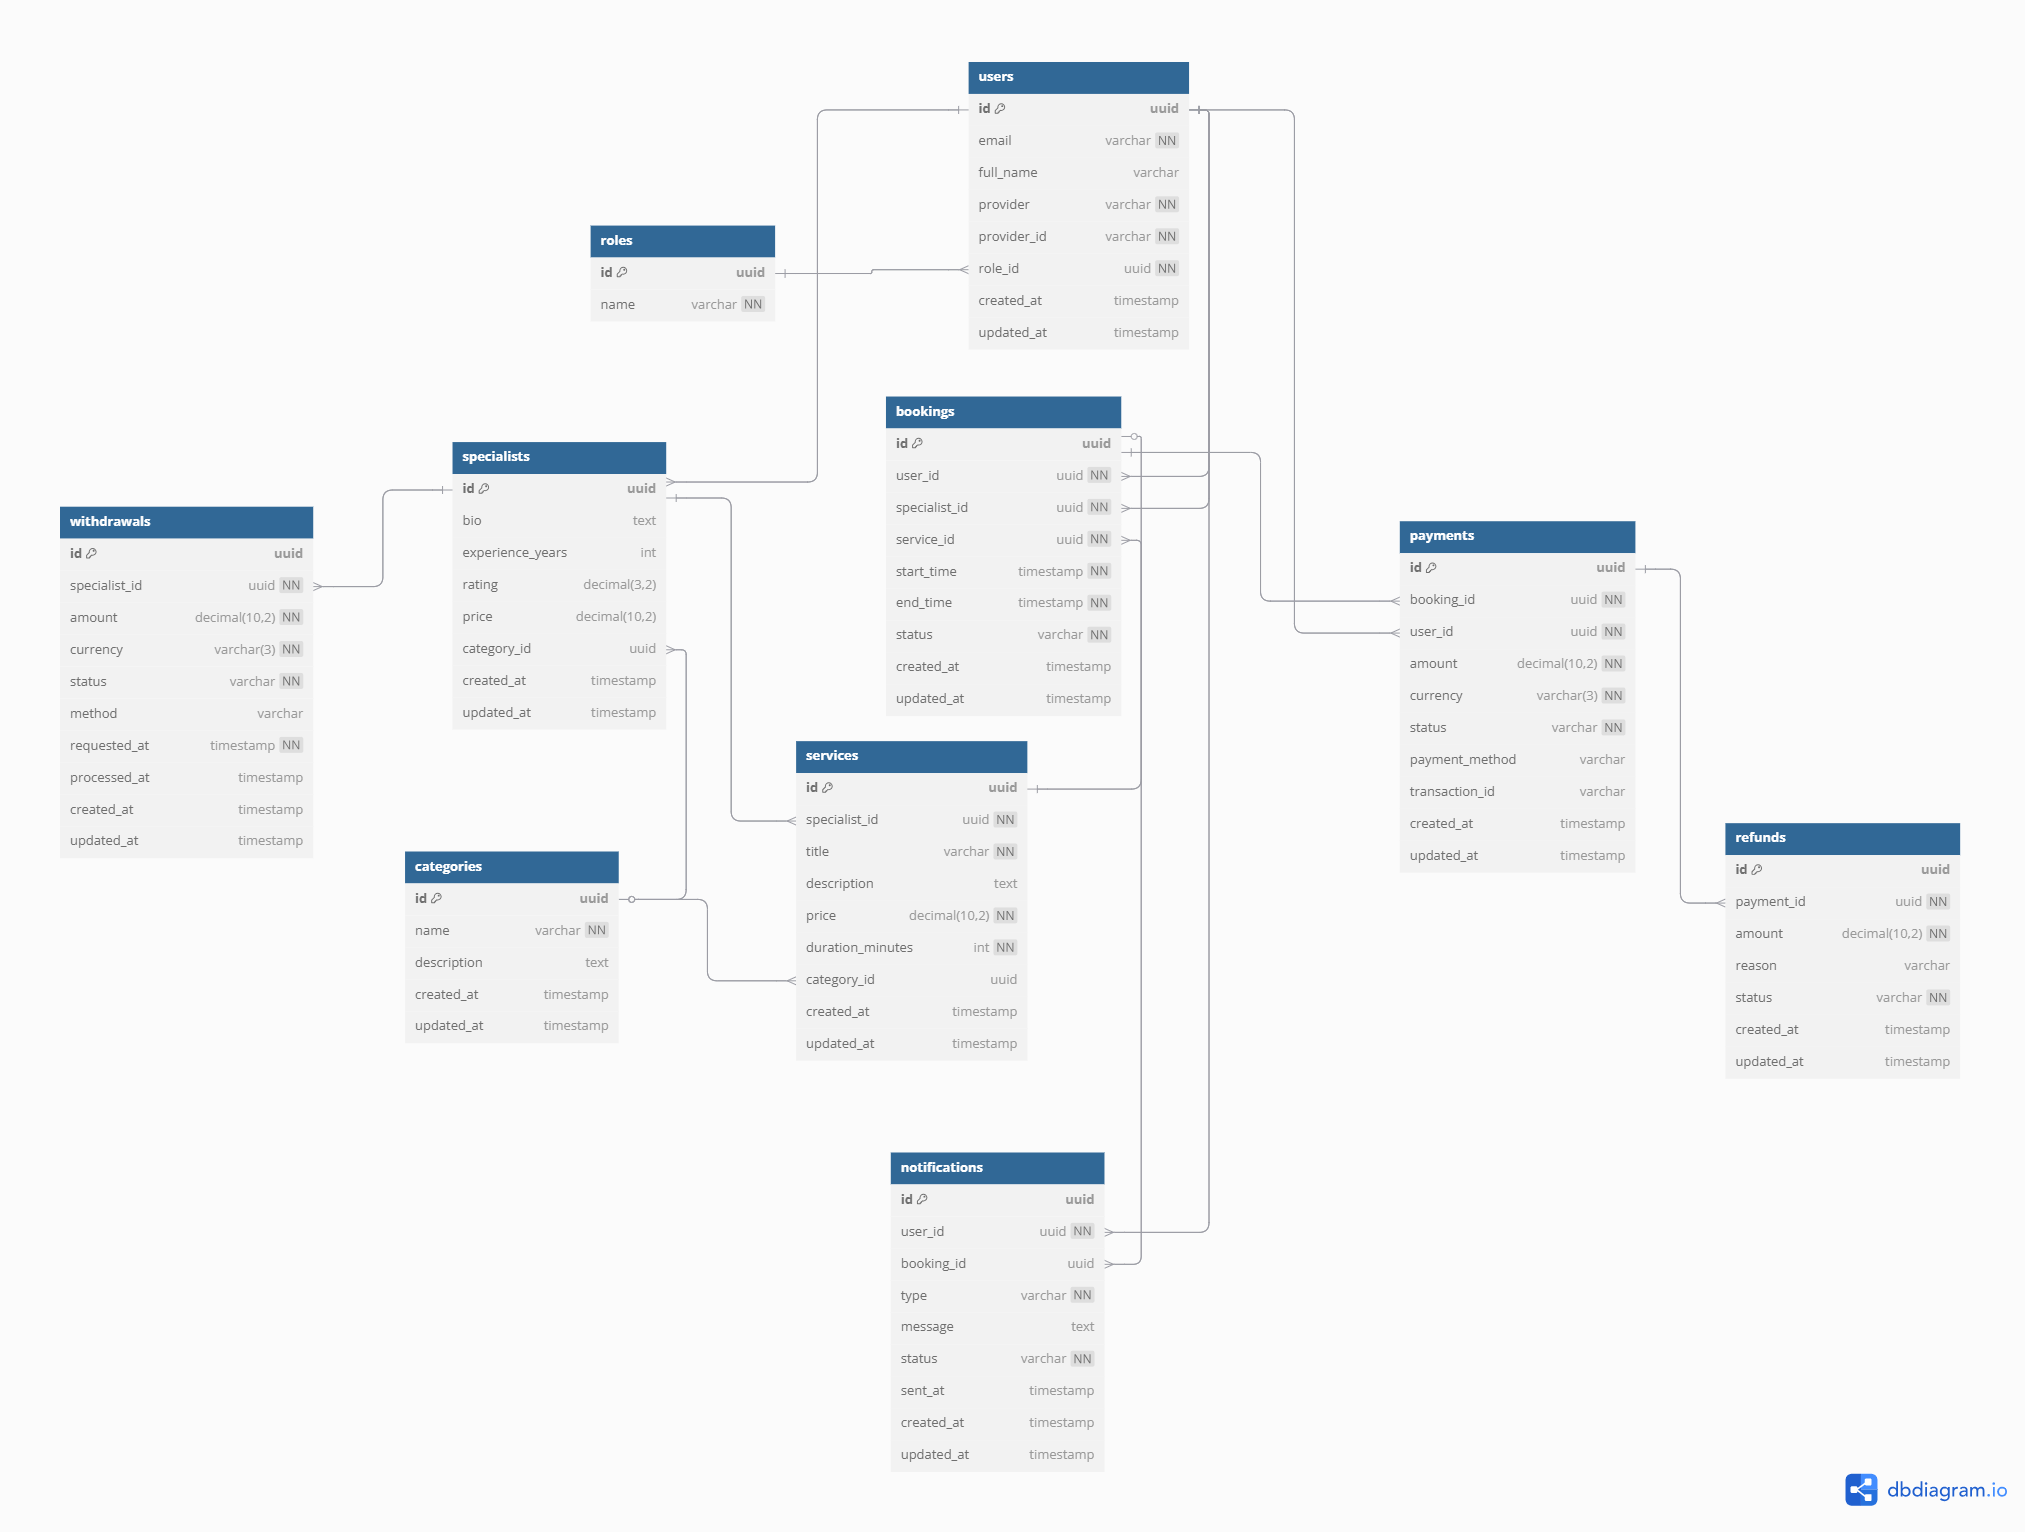 users
id uuid
email varchar NN
full_name varchar
provider varchar NN
provider_id varchar NN
role_id uuid NN
created_at timestamp
updated_at timestamp
roles
id uuid
name varchar NN
bookings
id uuid
user_id uuid NN
specialist_id uuid NN
service_id uuid NN
start_time timestamp NN
end_time timestamp NN
status varchar NN
created_at timestamp
updated_at timestamp
specialists
id uuid
bio text
experience_years int
rating decimal(3,2)
price decimal(10,2)
category_id uuid
created_at timestamp
updated_at timestamp
withdrawals
id uuid
specialist_id uuid NN
amount decimal(10,2) NN
currency varchar(3) NN
status varchar NN
method varchar
requested_at timestamp NN
processed_at timestamp
created_at timestamp
updated_at timestamp
payments
id uuid
booking_id uuid NN
user_id uuid NN
amount decimal(10,2) NN
currency varchar(3) NN
status varchar NN
payment_method varchar
transaction_id varchar
created_at timestamp
updated_at timestamp
services
id uuid
specialist_id uuid NN
title varchar NN
description text
price decimal(10,2) NN
duration_minutes int NN
category_id uuid
created_at timestamp
updated_at timestamp
categories
id uuid
name varchar NN
description text
created_at timestamp
updated_at timestamp
refunds
id uuid
payment_id uuid NN
amount decimal(10,2) NN
reason varchar
status varchar NN
created_at timestamp
updated_at timestamp
notifications
id uuid
user_id uuid NN
booking_id uuid
type varchar NN
message text
status varchar NN
sent_at timestamp
created_at timestamp
updated_at timestamp
dbdiagram.io